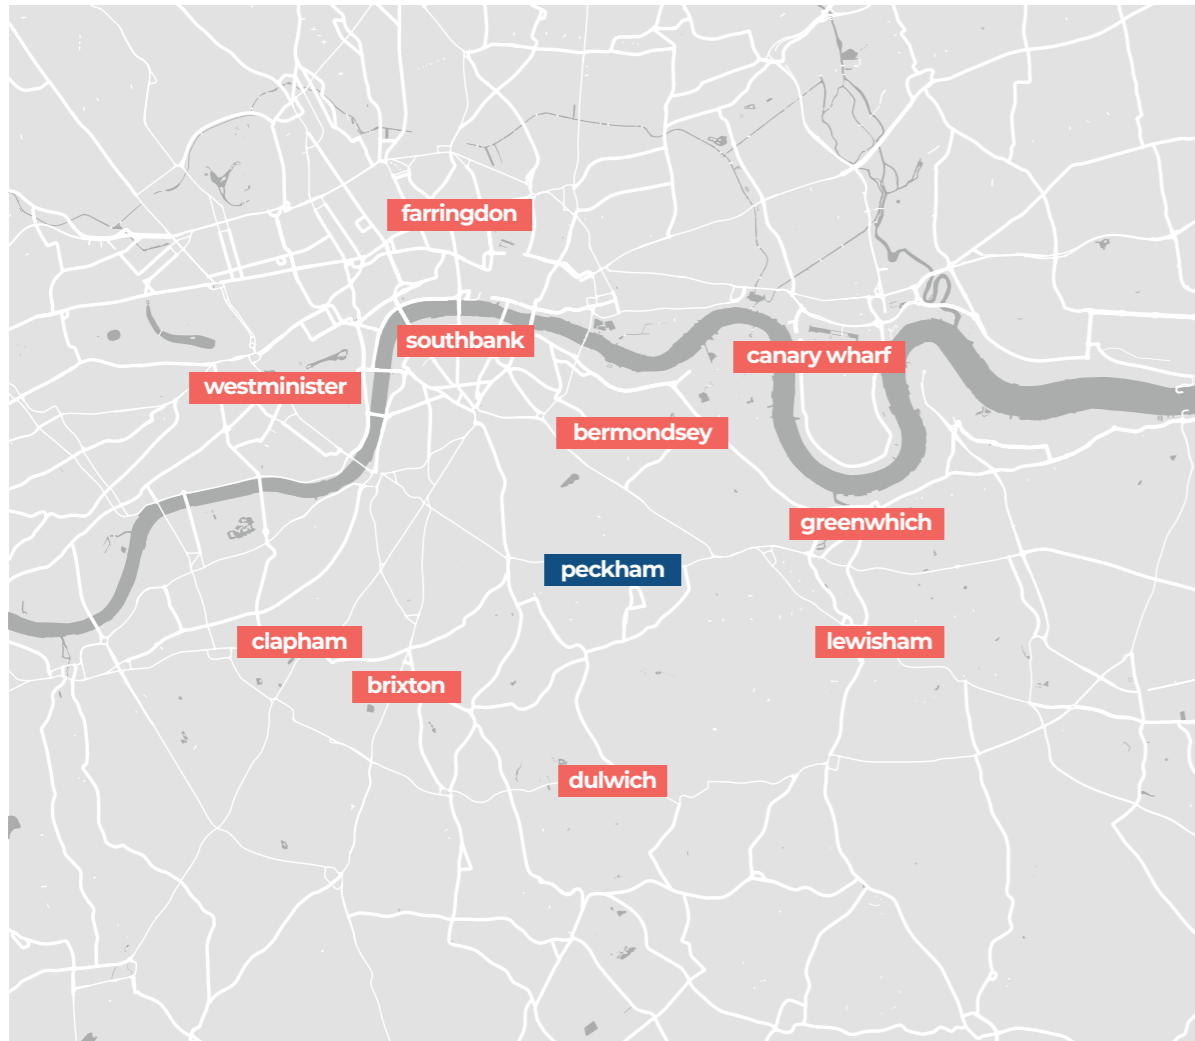 farringdon
southbank
canary wharf
westminister
bermondsey
greenwhich
peckham
clapham
lewisham
brixton
dulwich